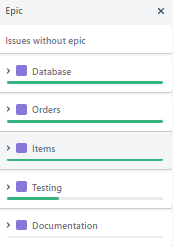 Epic
Issues without epic
Database
Orders
Items
Testing
Documentation